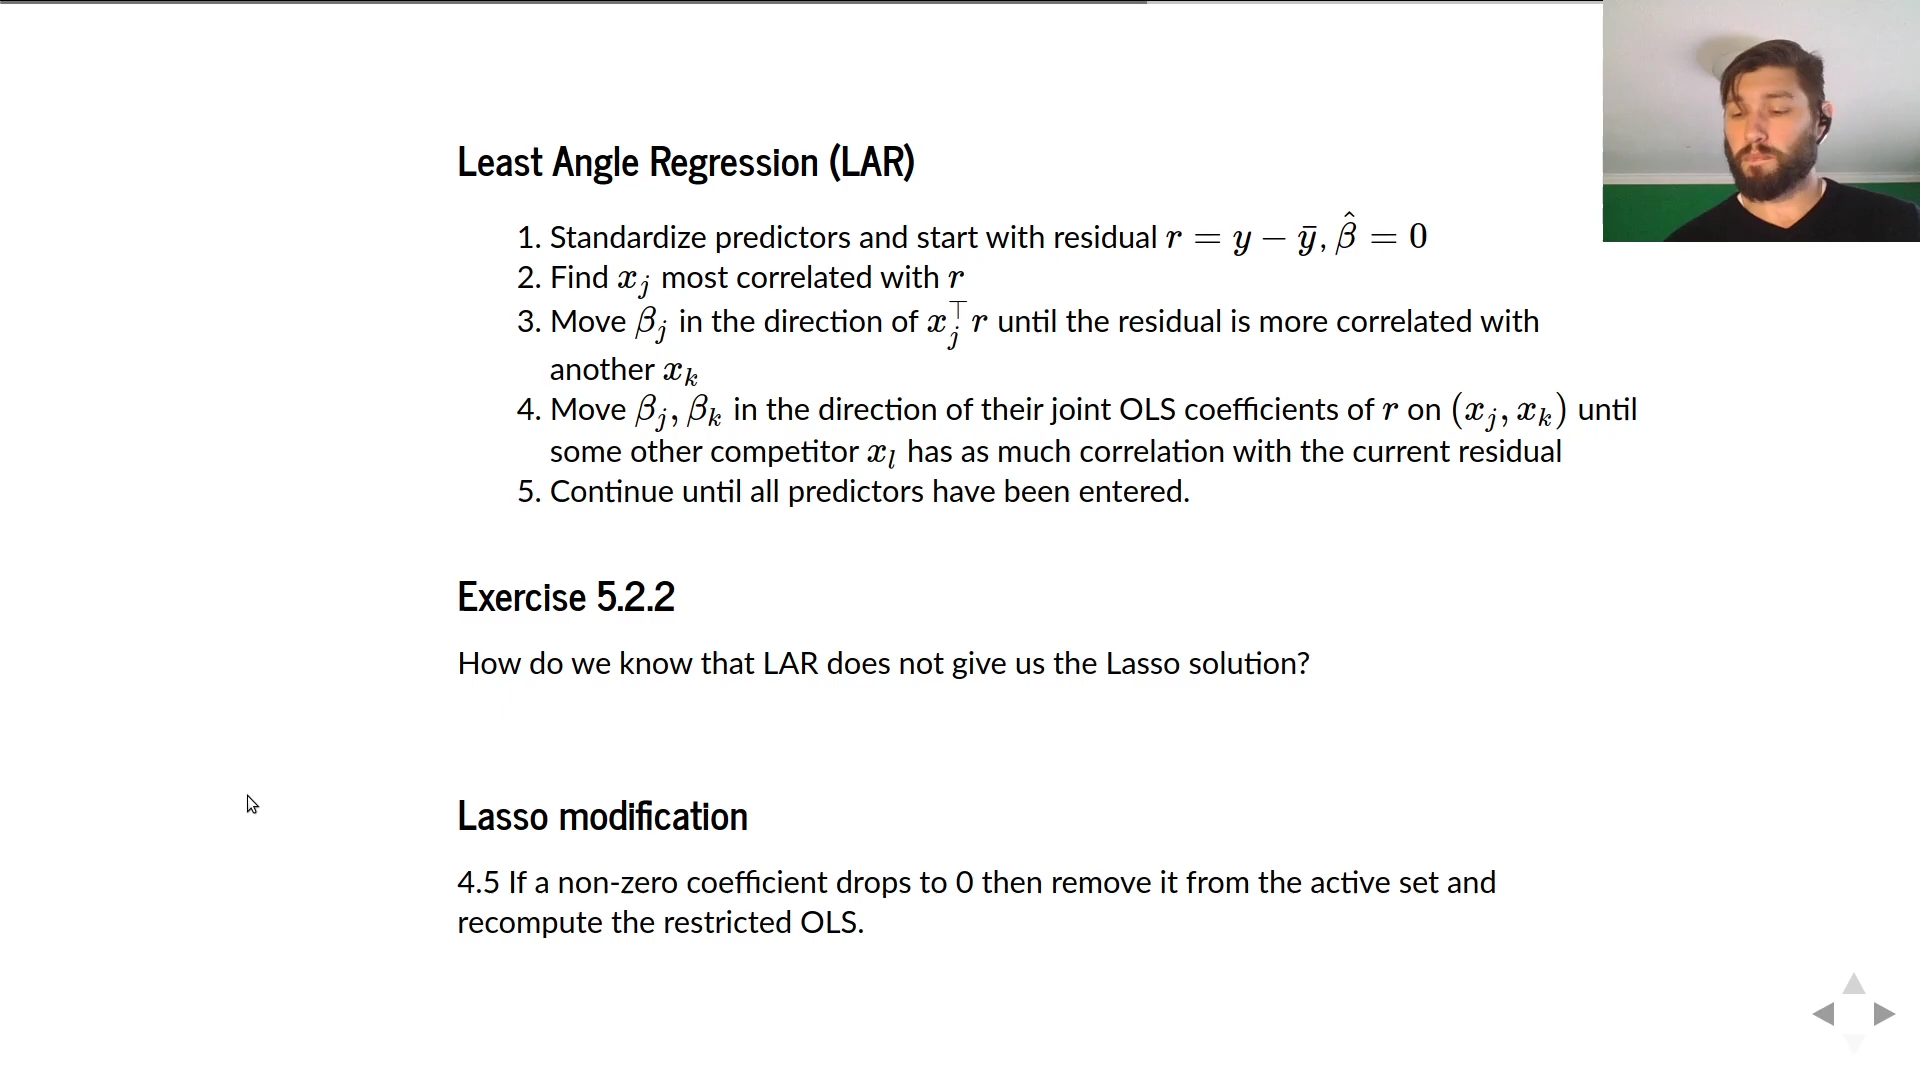 Least Angle Regression (LAR)
1. Standardize predictors and start with residual r = y − ȳ, β̂ = 0
2. Find x_j most correlated with r
3. Move β_j in the direction of x_j^⊤ r until the residual is more correlated with
another x_k
4. Move β_j, β_k in the direction of their joint OLS coefficients of r on (x_j, x_k) until
some other competitor x_l has as much correlation with the current residual
5. Continue until all predictors have been entered.
Exercise 5.2.2
How do we know that LAR does not give us the Lasso solution?
Lasso modification
4.5 If a non-zero coefficient drops to 0 then remove it from the active set and
recompute the restricted OLS.